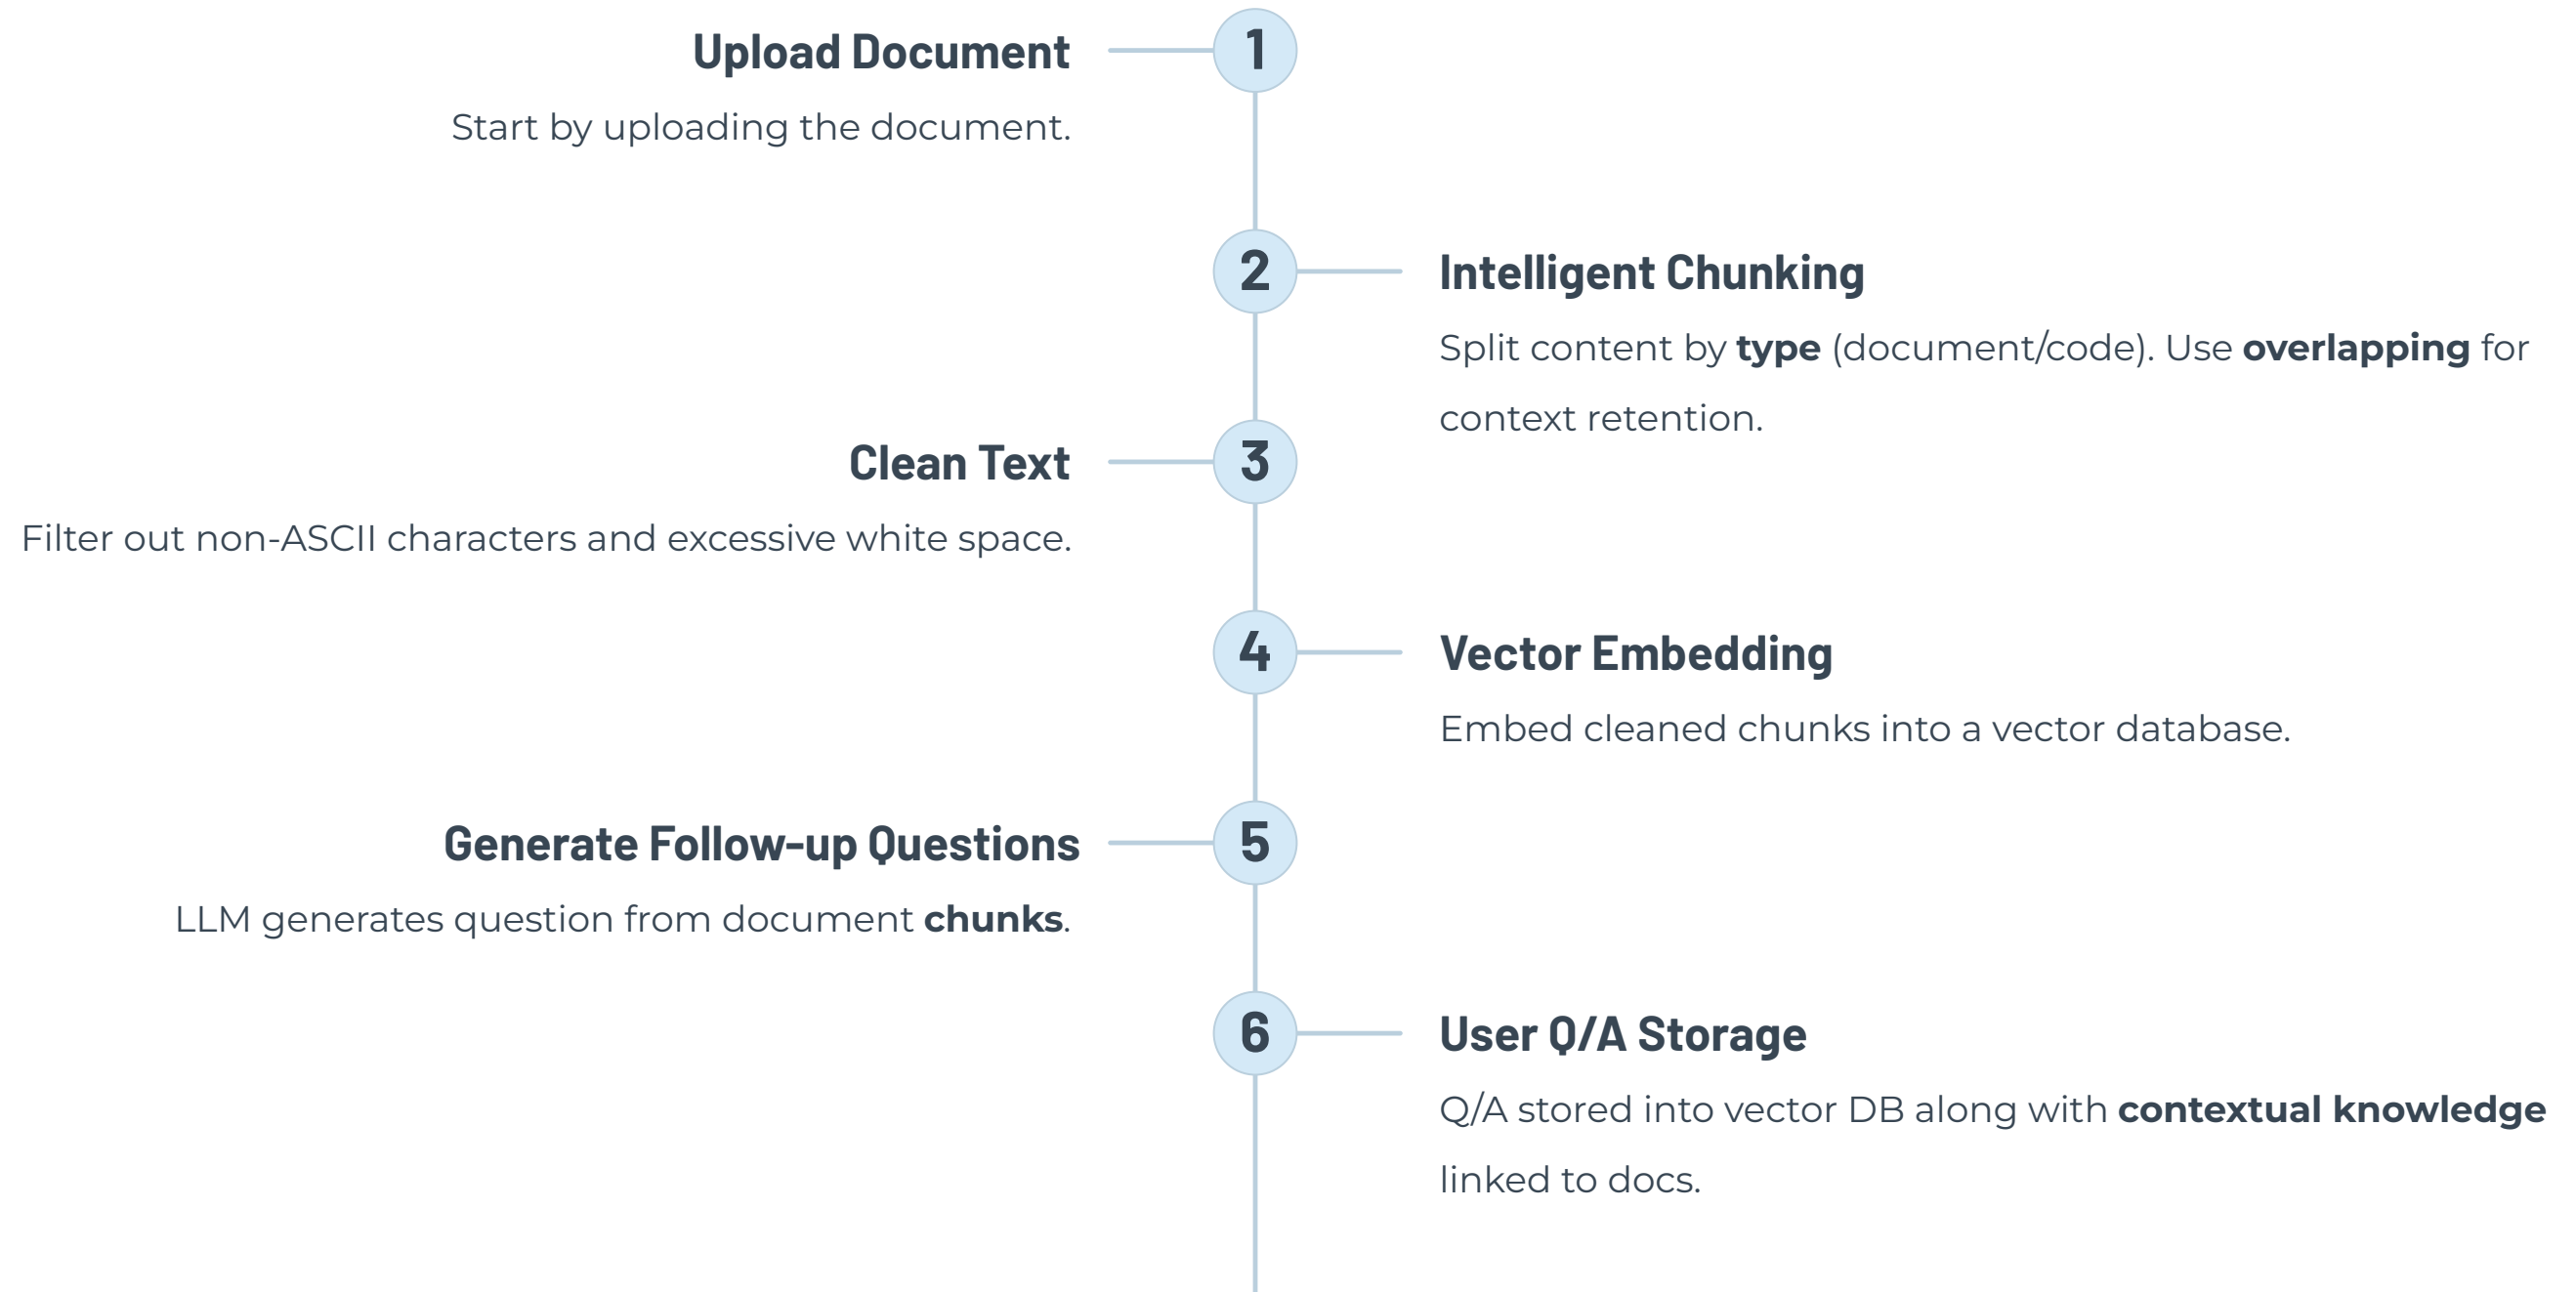 1
Upload Document
Start by uploading the document.
2
Intelligent Chunking
Split content by type (document/code). Use overlapping for
context retention.
3
Clean Text
Filter out non-ASCII characters and excessive white space.
4
Vector Embedding
Embed cleaned chunks into a vector database.
5
Generate Follow-up Questions
LLM generates question from document chunks.
6
User Q/A Storage
Q/A stored into vector DB along with contextual knowledge
linked to docs.